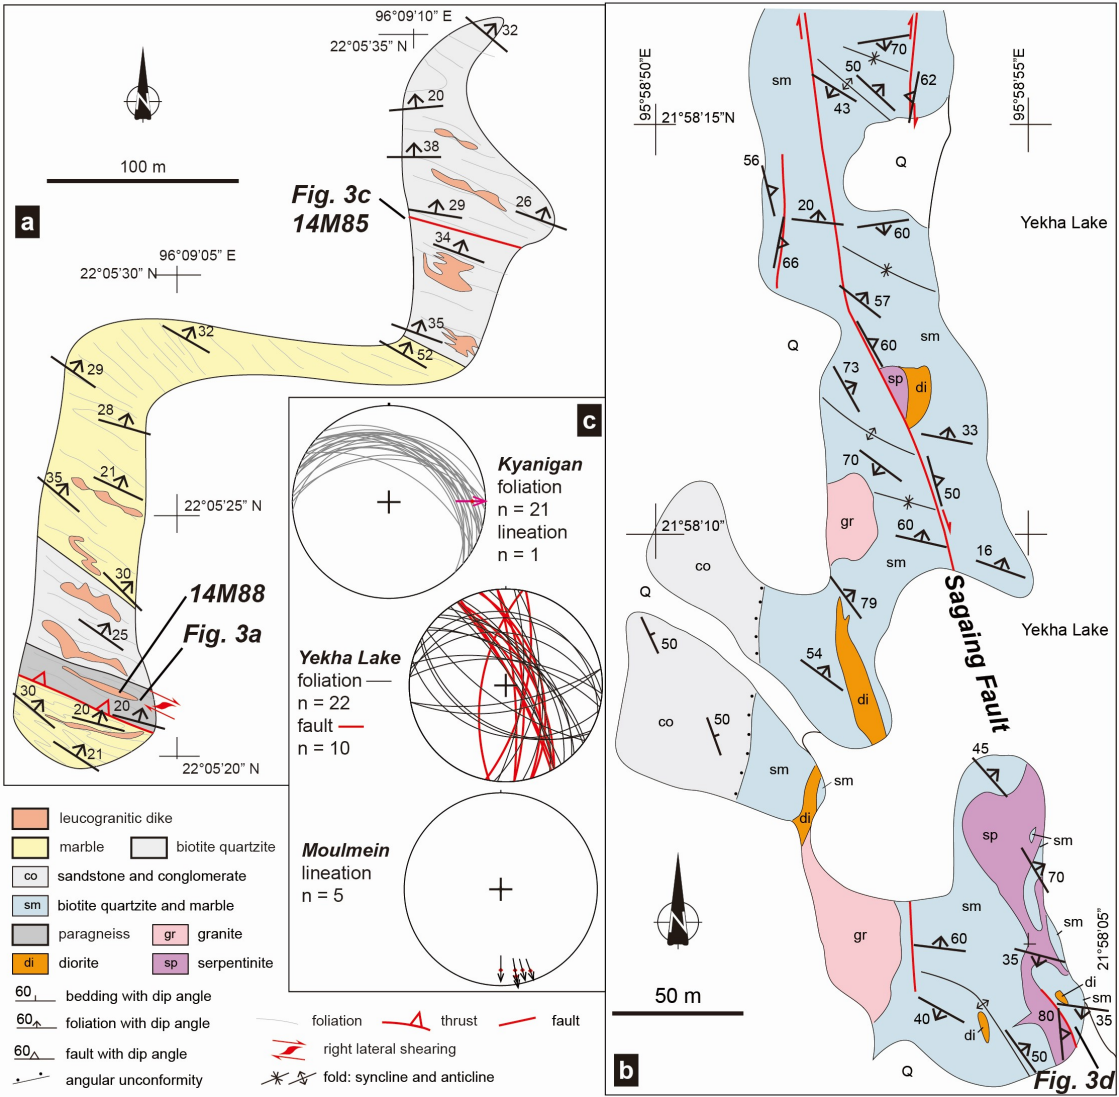 96°09'10" E
22°05'35" N
32
20
38
100 m
N
a
Fig. 3c
14M85
29
26
34
96°09'05" E
22°05'30" N
35
52
32
29
28
21
35
22°05'25" N
30
14M88
25
Fig. 3a
30
20
20
21
22°05'20" N
c
Kyanigan
foliation
n = 21
lineation
n = 1
Yekha Lake
foliation
n = 22
fault
n = 10
Moulmein
lineation
n = 5
leucogranitic dike
marble
biotite quartzite
co sandstone and conglomerate
sm biotite quartzite and marble
paragneiss
gr granite
di diorite
sp serpentinite
60 bedding with dip angle
60 foliation with dip angle
60 fault with dip angle
angular unconformity
foliation
thrust
fault
right lateral shearing
fold: syncline and anticline
95°58'50"E
95°58'55"E
21°58'15"N
sm
70
50
43
62
Q
56
20
60
66
Yekha Lake
57
Q
sm
60
73
sp
di
33
70
50
gr
60
16
21°58'10"N
co
sm
Q
79
Sagaing Fault
Yekha Lake
50
54
di
co
50
sm
sm
di
45
sp
sm
70
sm
gr
sm
60
35
21°58'05"
di
sm
35
40
80
di
50
N
50 m
Q
b
Fig. 3d